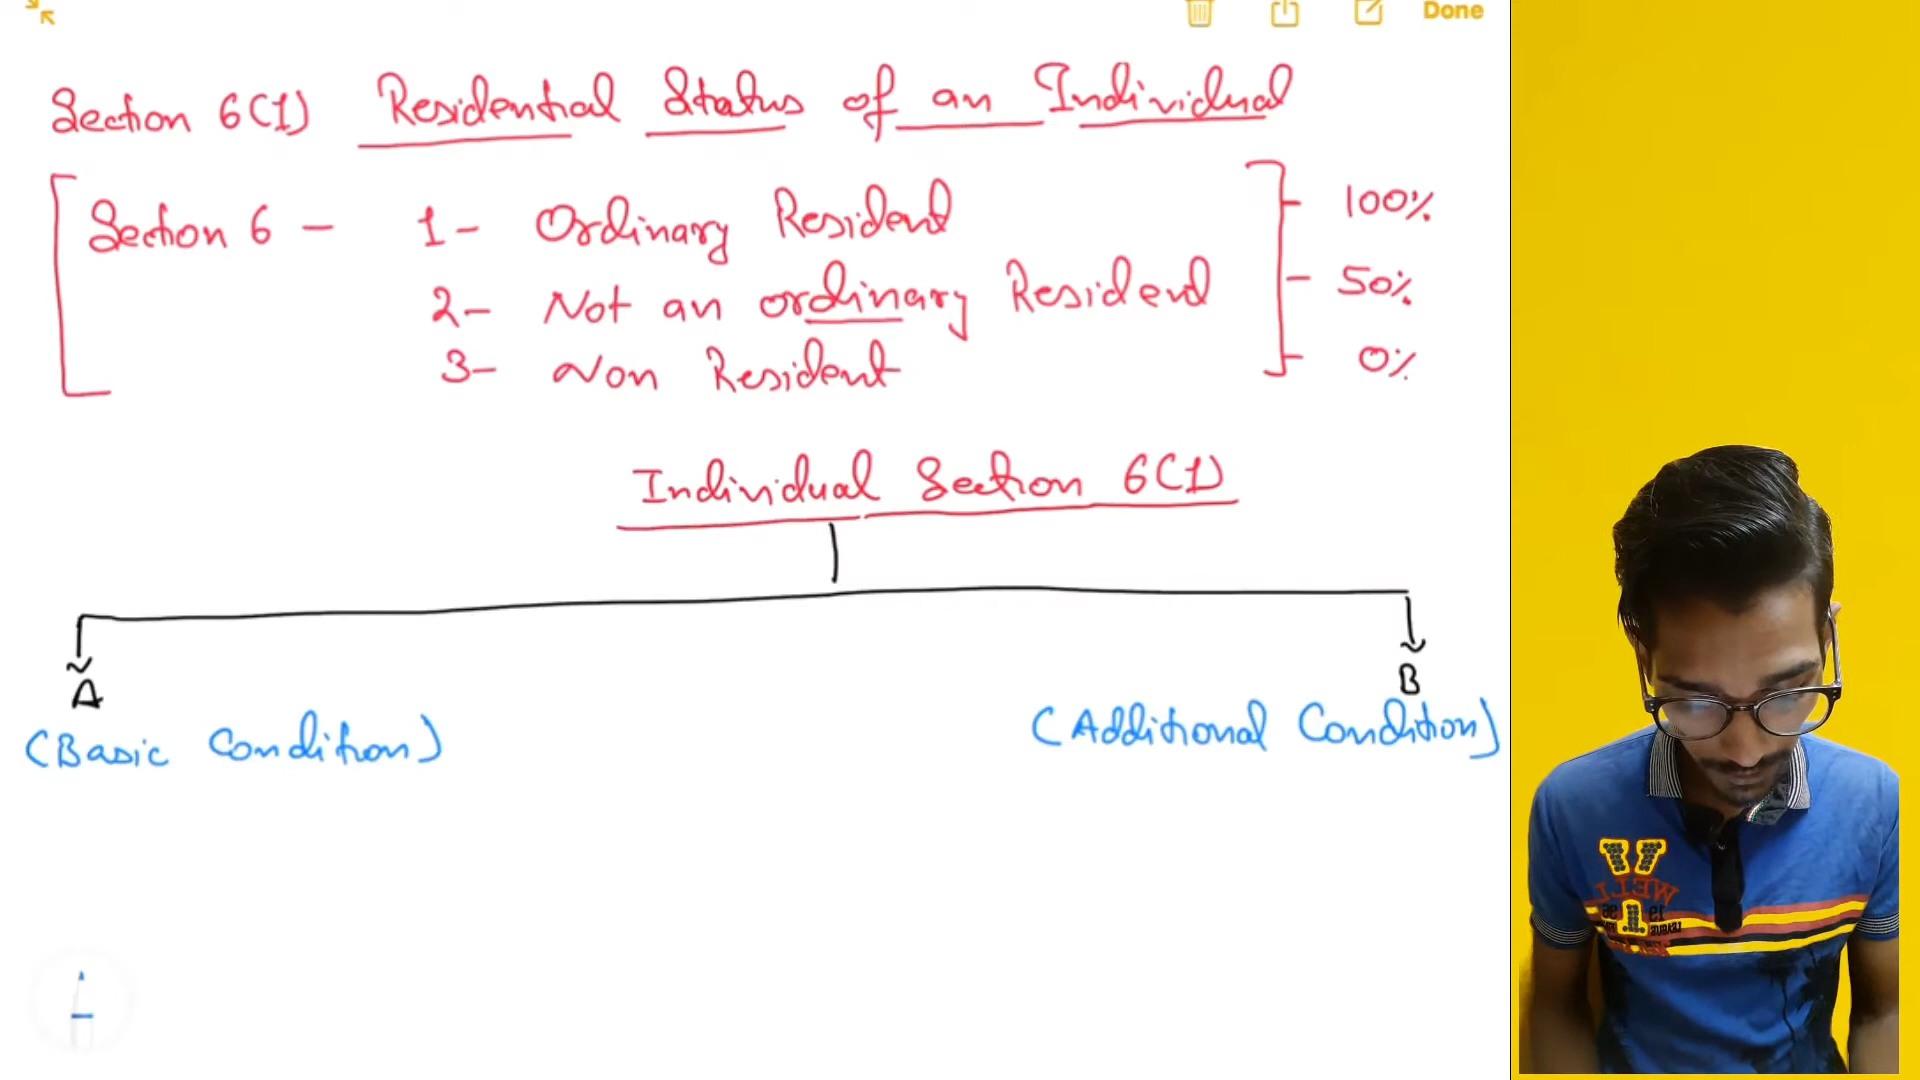 Done
Section 6(1) Residential Status of an Individual
Section 6 - 1- Ordinary Resident 100%
2- Not an ordinary Resident 50%
3- Non Resident 0%
Individual Section 6(1)
A B
(Basic Condition) (Additional Condition)
WELL